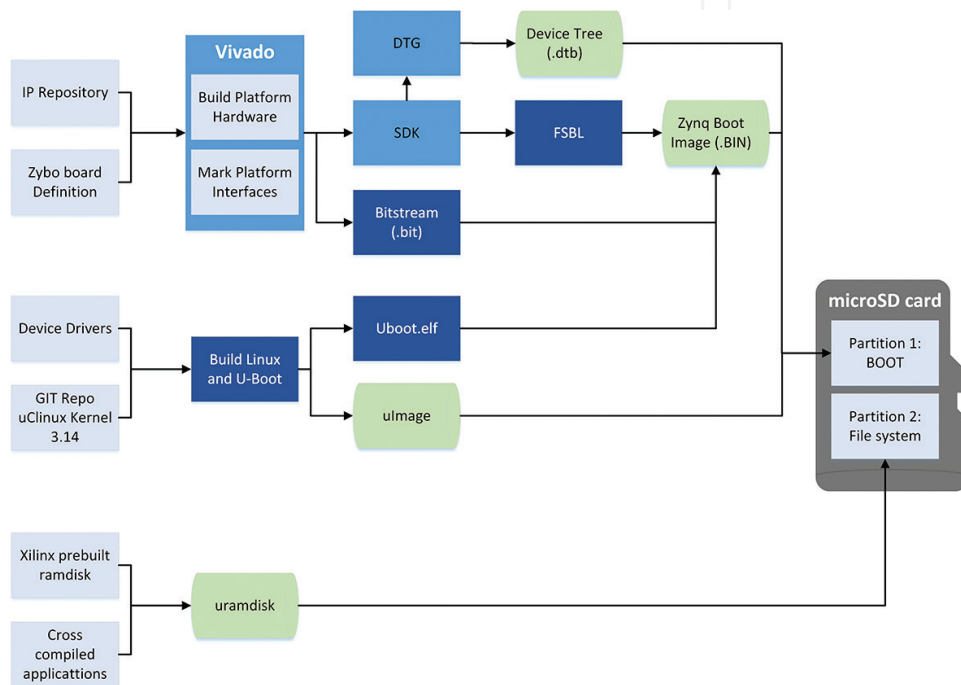 Vivado
IP Repository
Zybo board
Definition
Build Platform
Hardware
Mark Platform
Interfaces
DTG
Device Tree
(.dtb)
SDK
FSBL
Zynq Boot
Image (.BIN)
Bitstream
(.bit)
Device Drivers
GIT Repo
uClinux Kernel
3.14
Build Linux
and U-Boot
Uboot.elf
uImage
microSD card
Partition 1:
BOOT
Partition 2:
File system
Xilinx prebuilt
ramdisk
Cross
compiled
applicattions
uramdisk